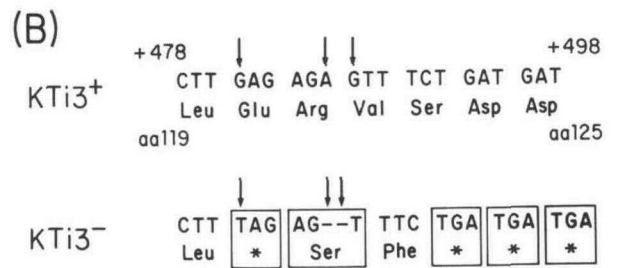 (B)
+478 +498
KTi3⁺ CTT GAG AGA GTT TCT GAT GAT
Leu Glu Arg Val Ser Asp Asp
aa119 aa125
KTi3⁻ CTT TAG AG--T TTC TGA TGA TGA
Leu * Ser Phe * * *